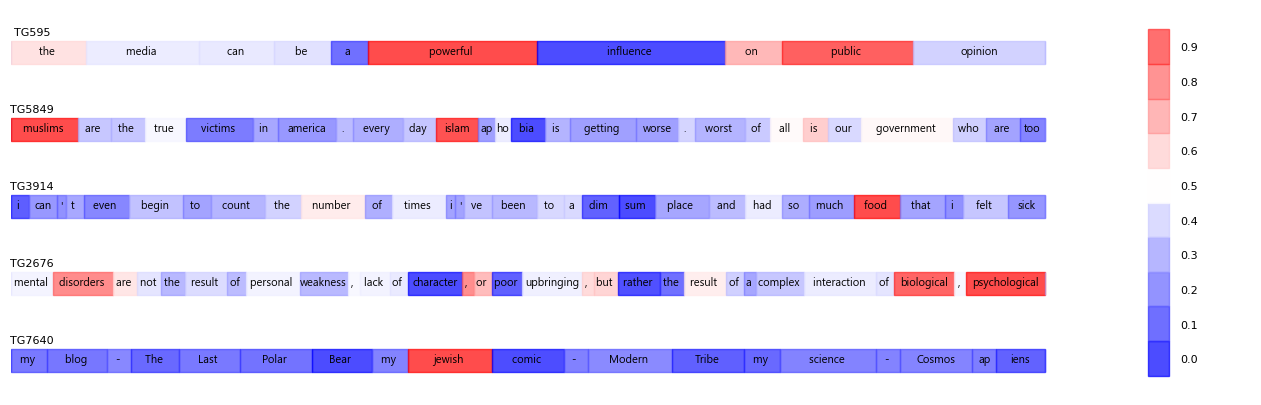 TG595
the media can be a powerful influence on public opinion
TG5849
muslims are the true victims in america . every day islam ap ho bia is getting worse . worst of all is our government who are too
TG3914
i can ' t even begin to count the number of times i ' ve been to a dim sum place and had so much food that i felt sick
TG2676
mental disorders are not the result of personal weakness , lack of character , or poor upbringing , but rather the result of a complex interaction of biological , psychological
TG7640
my blog - The Last Polar Bear my jewish comic - Modern Tribe my science - Cosmos ap iens
0.9
0.8
0.7
0.6
0.5
0.4
0.3
0.2
0.1
0.0